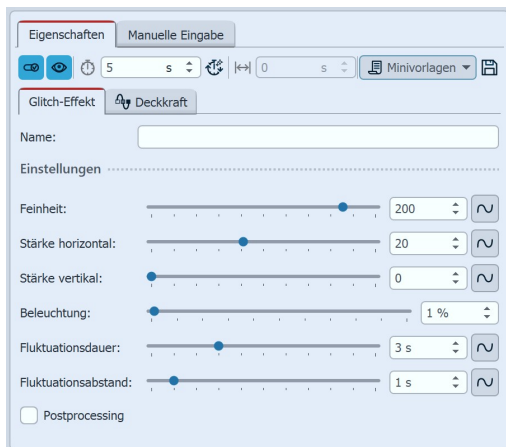 Eigenschaften Manuelle Eingabe
5 s 0 s Minivorlagen
Glitch-Effekt Deckkraft
Name:
Einstellungen
Feinheit: 200
Stärke horizontal: 20
Stärke vertikal: 0
Beleuchtung: 1 %
Fluktuationsdauer: 3 s
Fluktuationsabstand: 1 s
Postprocessing